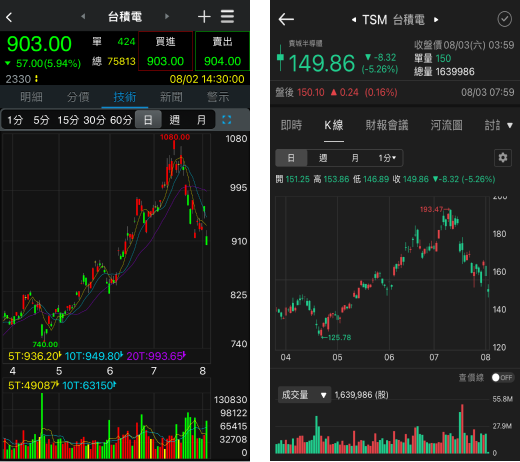 台積電
903.00
57.00(5.94%)
單 424
總 75813
買進
903.00
賣出
904.00
2330
08/02 14:30:00
明細 分價 技術 新聞 警示
1分 5分 15分 30分 60分 日 週 月
1080
1080.00
995
910
825
740
740.00
5T:936.20 10T:949.80 20T:993.65
4 5 6 7 8
5T:49087 10T:63150
130830
98122
65415
32708
0
TSM 台積電
費城半導體
149.86
-8.32
(-5.26%)
收盤價 08/03(六) 03:59
單量 150
總量 1639986
盤後 150.10 ▲ 0.24 (0.16%)
08/03 07:59
即時 K線 財報會議 河流圖 討
日 週 月 1分
開 151.25 高 153.86 低 146.89 收 149.86 ▼-8.32 (-5.26%)
200
193.47
180
160
140
125.78
120
04 05 06 07 08
查價線 OFF
成交量 ▼ 1,639,986 (股)
55.8M
27.9M
0